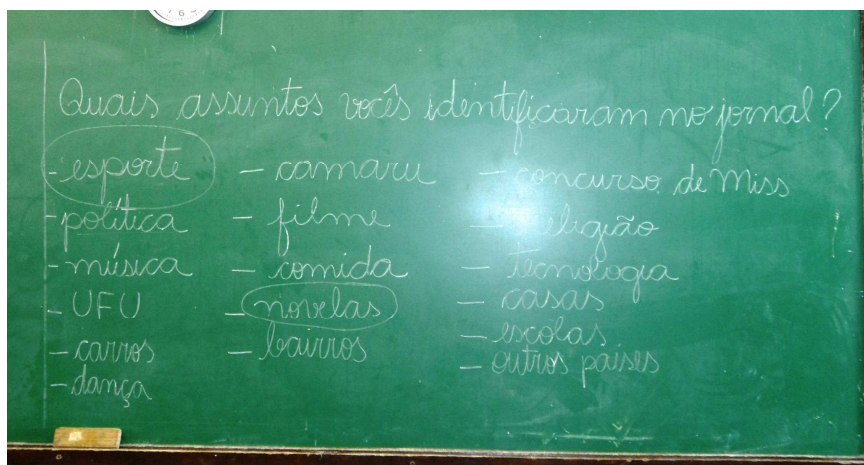 Quais assuntos vocês identificaram no jornal?
- esporte
- política
- música
- UFU
- carros
- dança
- camaru
- filme
- comida
- novelas
- bairros
- concurso de Miss
- religião
- tecnologia
- casas
- escolas
- outros países